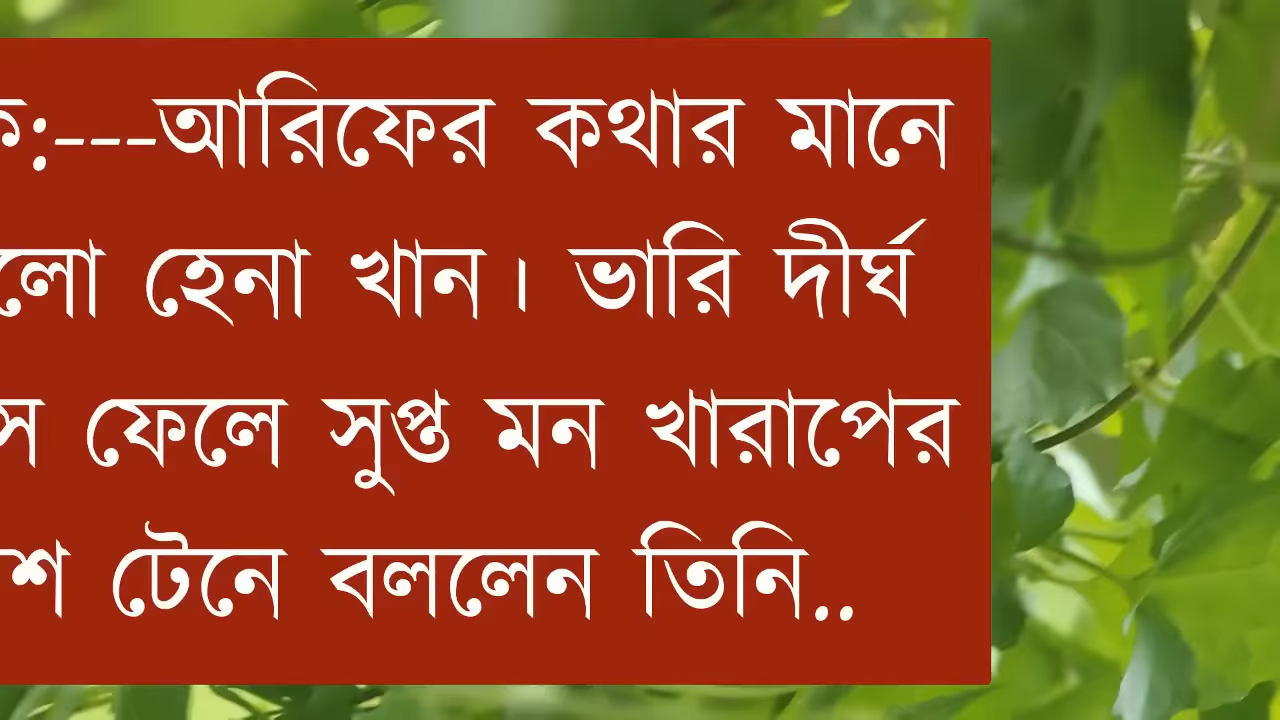 ক:---আরিফের কথার মানে
লো হেনা খান। ভারি দীর্ঘ
স ফেলে সুপ্ত মন খারাপের
শ টেনে বললেন তিনি..